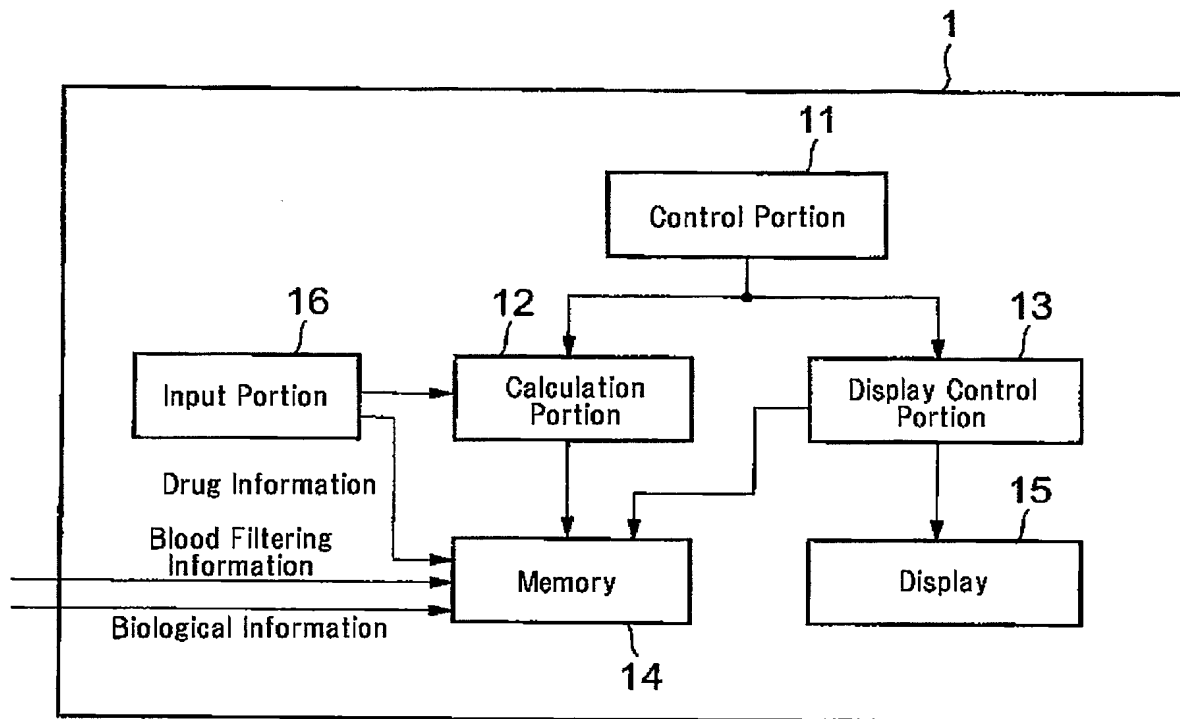 1
11
Control Portion
16
12
13
Input Portion
Calculation
Portion
Display Control
Portion
Drug Information
15
Blood Filtering
Information
Memory
Display
Biological Information
14